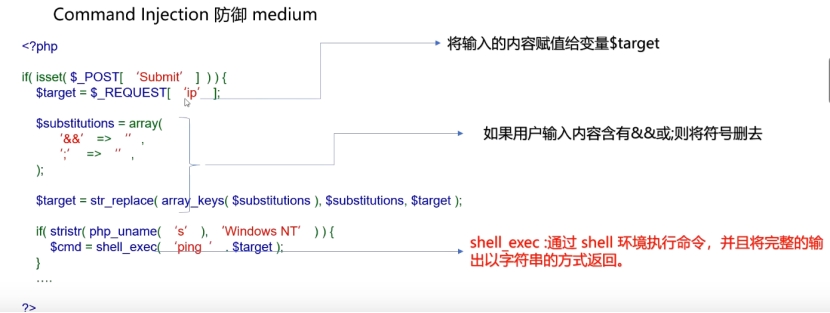 Command Injection 防御 medium
<?php
将输入的内容赋值给变量$target
if( isset( $_POST[ ‘Submit’ ] ) ) {
$target = $_REQUEST[ ‘ip’ ];
$substitutions = array(
‘&&’ => ‘’ ,
‘;’ => ‘’ ,
);
如果用户输入内容含有&&或;则将符号删去
$target = str_replace( array_keys( $substitutions ), $substitutions, $target );
if( stristr( php_uname( ‘s’ ), ‘Windows NT’ ) ) {
$cmd = shell_exec( ‘ping ’ . $target );
}
....
shell_exec :通过 shell 环境执行命令，并且将完整的输
出以字符串的方式返回。
?>